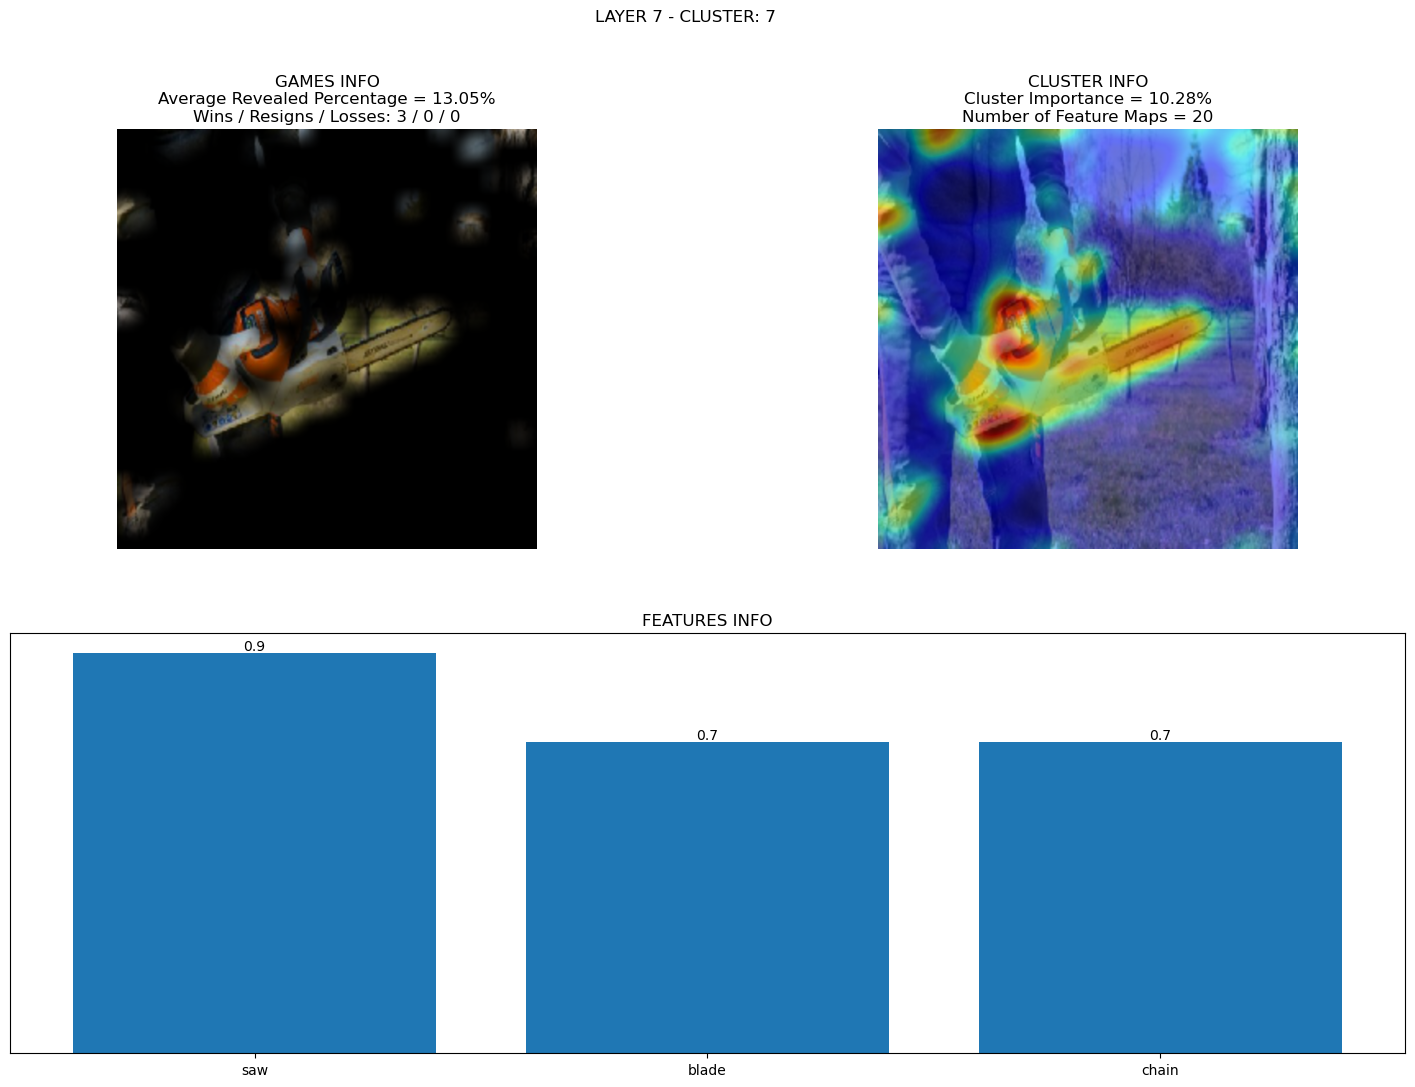 LAYER 7 - CLUSTER: 7
GAMES INFO
Average Revealed Percentage = 13.05%
Wins / Resigns / Losses: 3 / 0 / 0
CLUSTER INFO
Cluster Importance = 10.28%
Number of Feature Maps = 20
FEATURES INFO
0.9
0.7
0.7
saw
blade
chain